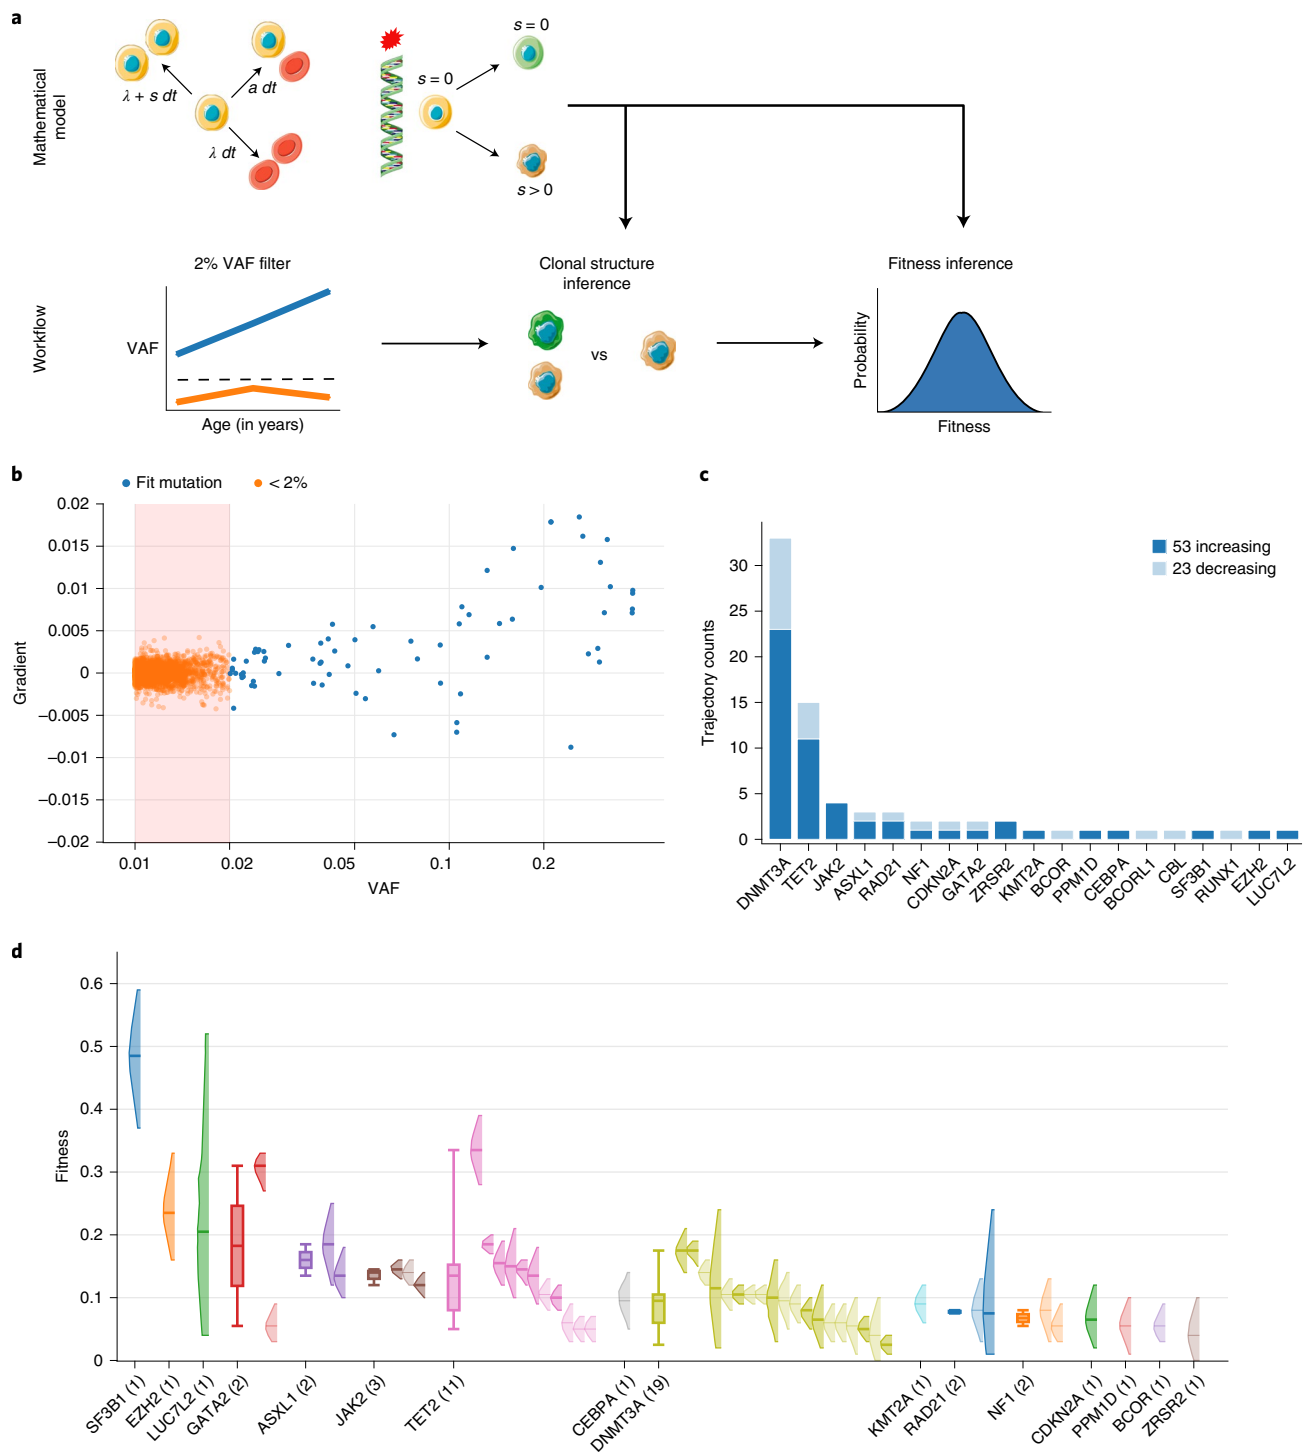 a
Mathematical
model
λ + s dt
a dt
λ dt
s = 0
s = 0
s > 0
Workflow
2% VAF filter
VAF
Age (in years)
Clonal structure
inference
vs
Fitness inference
Probability
Fitness
b
Fit mutation
< 2%
Gradient
0.02
0.015
0.01
0.005
0
−0.005
−0.01
−0.015
−0.02
0.01
0.02
0.05
0.1
0.2
VAF
c
53 increasing
23 decreasing
Trajectory counts
30
25
20
15
10
5
0
DNMT3A
TET2
JAK2
ASXL1
RAD21
NF1
CDKN2A
GATA2
ZRSR2
KMT2A
BCOR
PPM1D
CEBPA
BCORL1
CBL
SF3B1
RUNX1
EZH2
LUC7L2
d
Fitness
0.6
0.5
0.4
0.3
0.2
0.1
0
SF3B1 (1)
EZH2 (1)
LUC7L2 (1)
GATA2 (2)
ASXL1 (2)
JAK2 (3)
TET2 (11)
CEBPA (1)
DNMT3A (19)
KMT2A (1)
RAD21 (2)
NF1 (2)
CDKN2A (1)
PPM1D (1)
BCOR (1)
ZRSR2 (1)